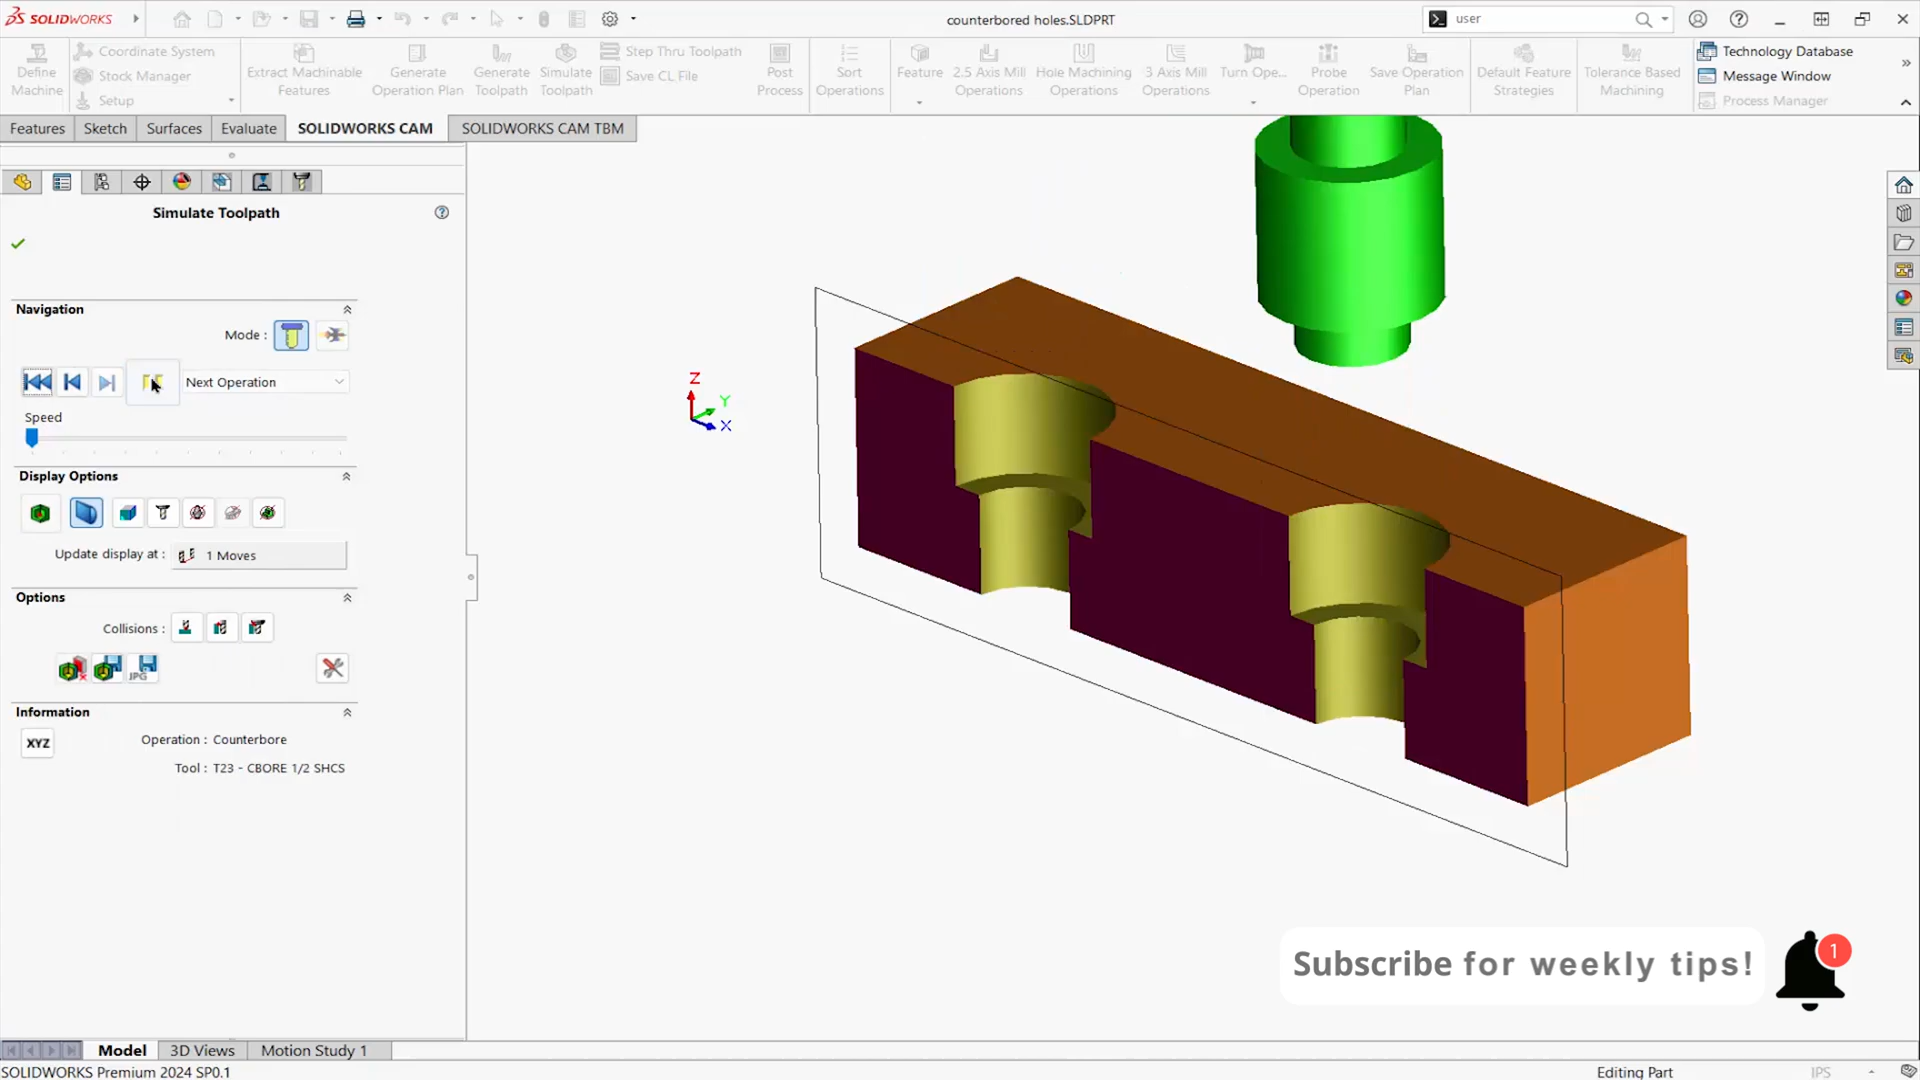 SOLIDWORKS
counterbored holes.SLDPRT
user
Define Machine
Coordinate System
Stock Manager
Setup
Extract Machinable Features
Generate Operation Plan
Generate Toolpath
Simulate Toolpath
Step Thru Toolpath
Save CL File
Post Process
Sort Operations
Feature
2.5 Axis Mill Operations
Hole Machining Operations
3 Axis Mill Operations
Turn Ope...
Probe Operation
Save Operation Plan
Default Feature Strategies
Tolerance Based Machining
Technology Database
Message Window
Process Manager
Features
Sketch
Surfaces
Evaluate
SOLIDWORKS CAM
SOLIDWORKS CAM TBM
Simulate Toolpath
Navigation
Mode :
Next Operation
Speed
Display Options
Update display at :
1 Moves
Options
Collisions :
JPG
Information
XYZ
Operation : Counterbore
Tool : T23 - CBORE 1/2 SHCS
Z
Y
X
Subscribe for weekly tips!
1
Model
3D Views
Motion Study 1
SOLIDWORKS Premium 2024 SP0.1
Editing Part
IPS